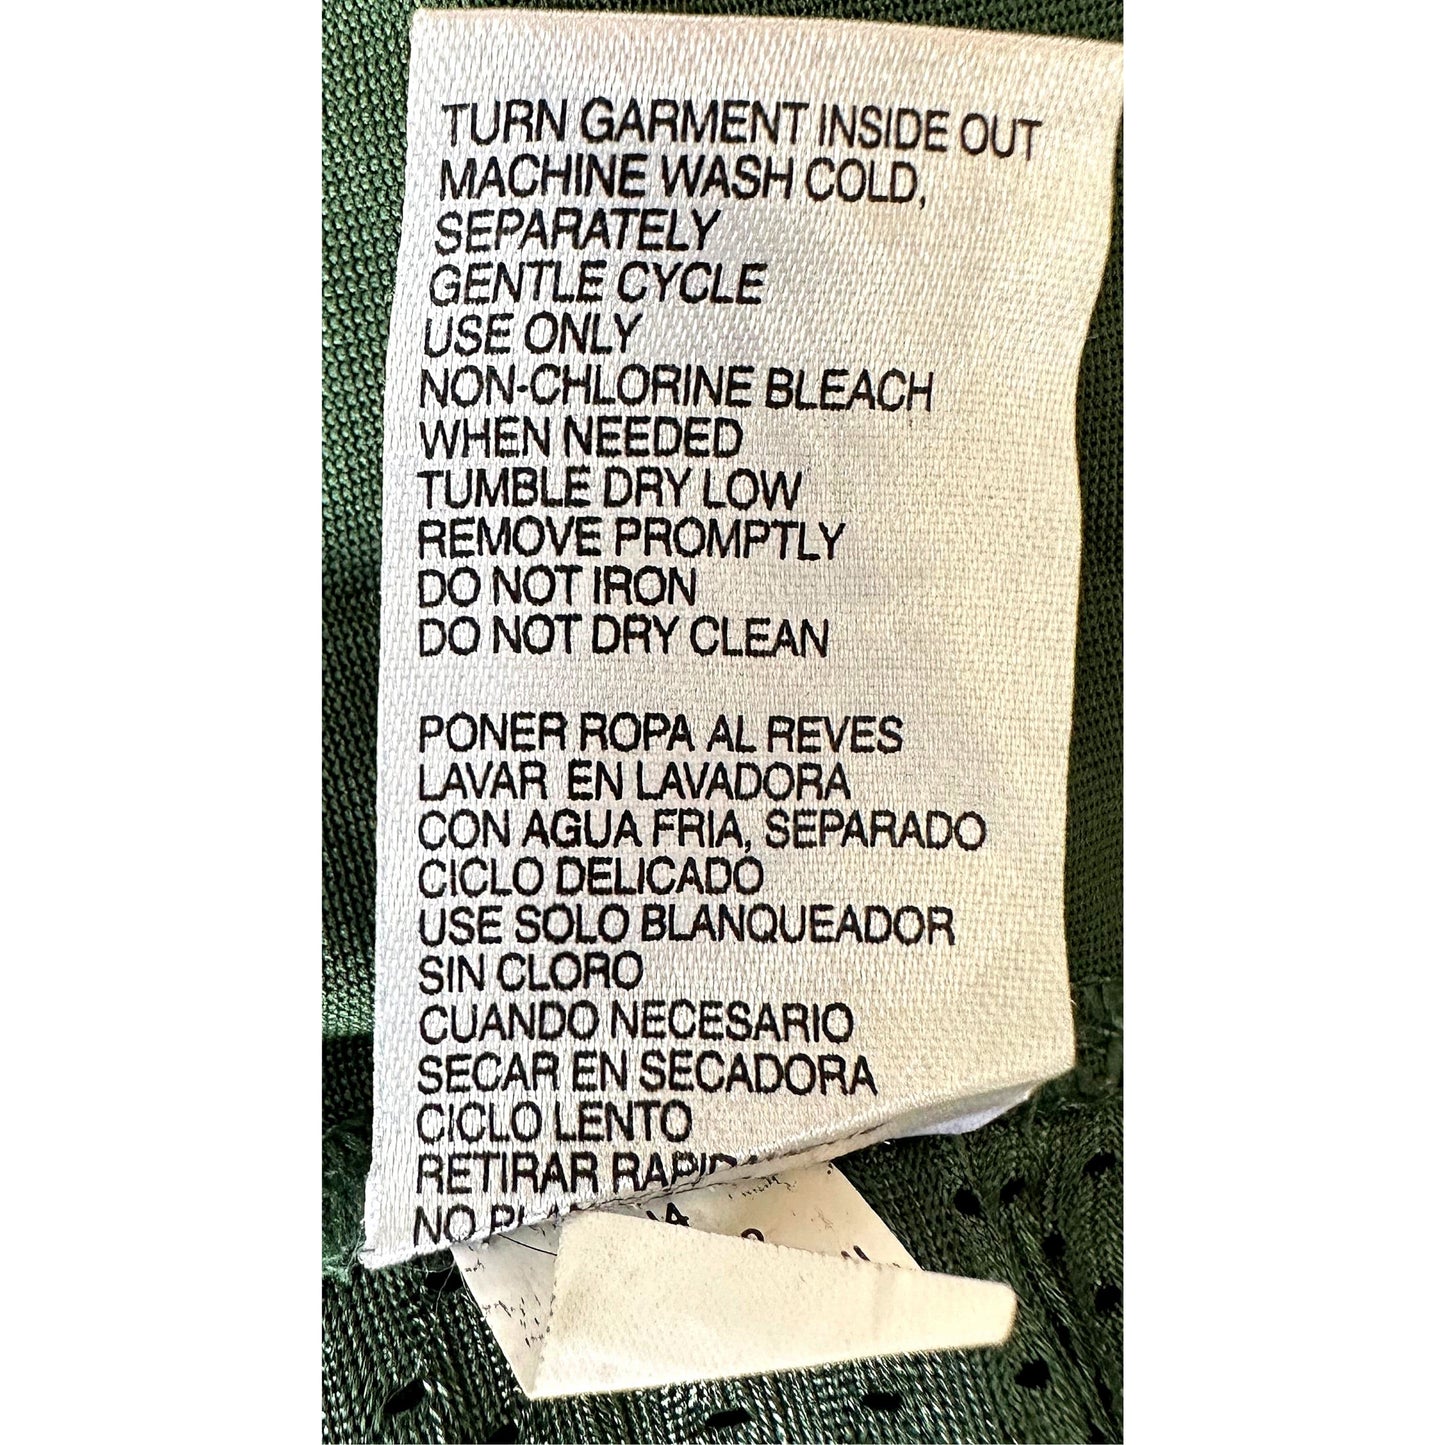 TURN GARMENT INSIDE OUT
MACHINE WASH COLD,
SEPARATELY
GENTLE CYCLE
USE ONLY
NON-CHLORINE BLEACH
WHEN NEEDED
TUMBLE DRY LOW
REMOVE PROMPTLY
DO NOT IRON
DO NOT DRY CLEAN
PONER ROPA AL REVES
LAVAR EN LAVADORA
CON AGUA FRIA, SEPARADO
CICLO DELICADO
USE SOLO BLANQUEADOR
SIN CLORO
CUANDO NECESARIO
SECAR EN SECADORA
CICLO LENTO
RETIRAR
NO